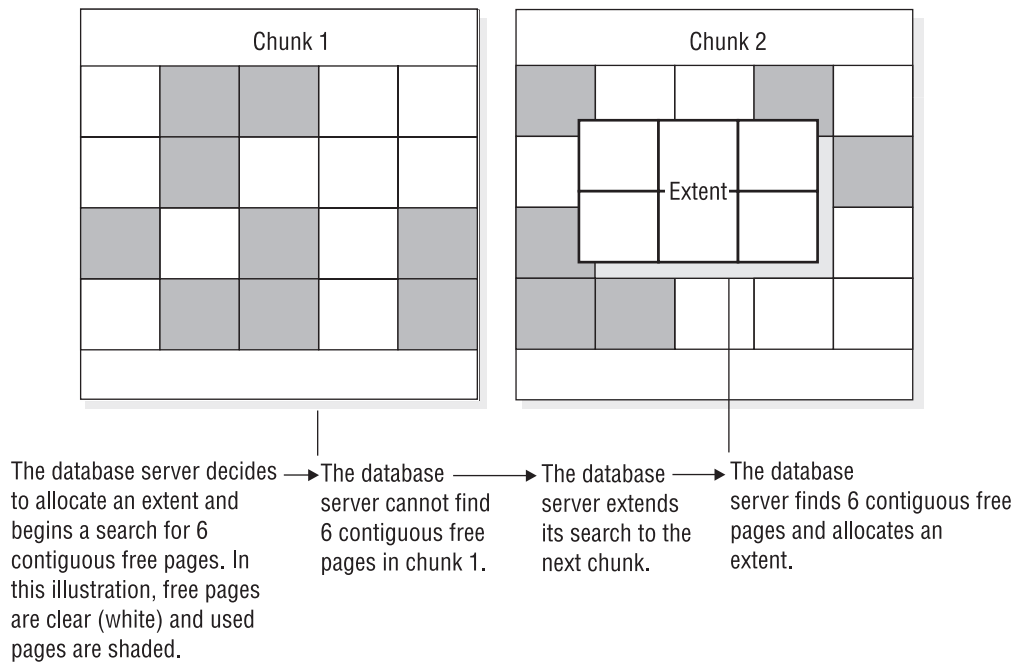 Chunk 1
Chunk 2
Extent
The database server decides
to allocate an extent and
begins a search for 6
contiguous free pages. In
this illustration, free pages
are clear (white) and used
pages are shaded.
The database
server cannot find
6 contiguous free
pages in chunk 1.
The database
server extends
its search to the
next chunk.
The database
server finds 6 contiguous free
pages and allocates an
extent.